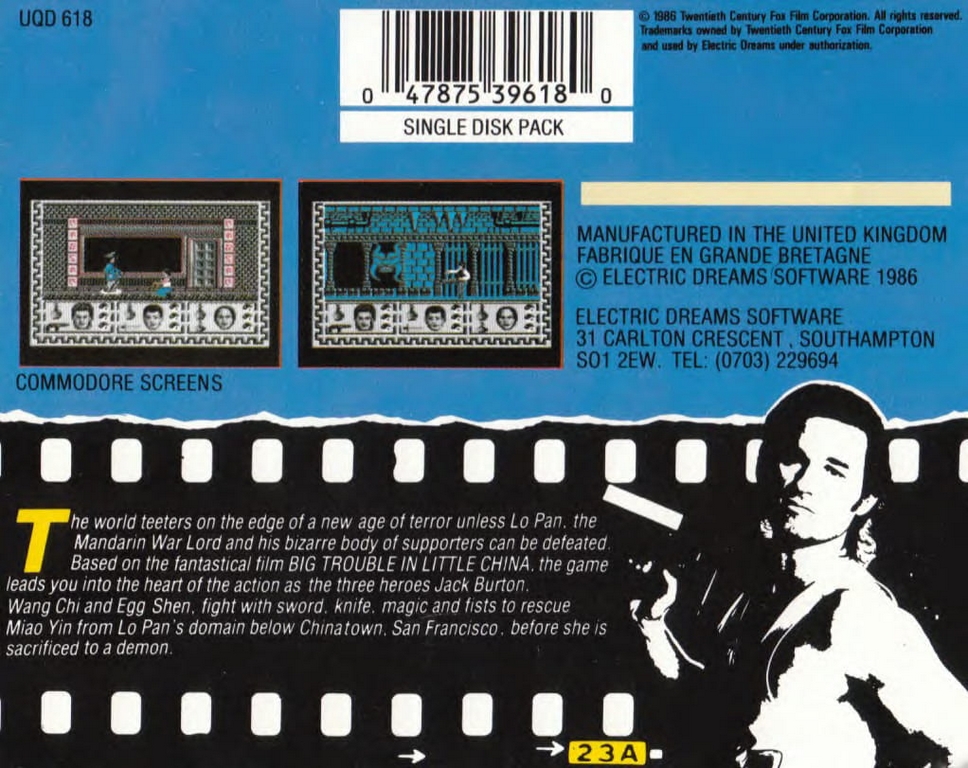 UQD 618
0 47875 39618 0
SINGLE DISK PACK
© 1986 Twentieth Century Fox Film Corporation. All rights reserved.
Trademarks owned by Twentieth Century Fox Film Corporation
and used by Electric Dreams under authorization.
COMMODORE SCREENS
MANUFACTURED IN THE UNITED KINGDOM
FABRIQUE EN GRANDE BRETAGNE
© ELECTRIC DREAMS SOFTWARE 1986
ELECTRIC DREAMS SOFTWARE
31 CARLTON CRESCENT , SOUTHAMPTON
SO1 2EW. TEL: (0703) 229694
The world teeters on the edge of a new age of terror unless Lo Pan, the
Mandarin War Lord and his bizarre body of supporters can be defeated.
Based on the fantastical film BIG TROUBLE IN LITTLE CHINA, the game
leads you into the heart of the action as the three heroes Jack Burton,
Wang Chi and Egg Shen, fight with sword, knife, magic and fists to rescue
Miao Yin from Lo Pan's domain below Chinatown, San Francisco, before she is
sacrificed to a demon.
23A